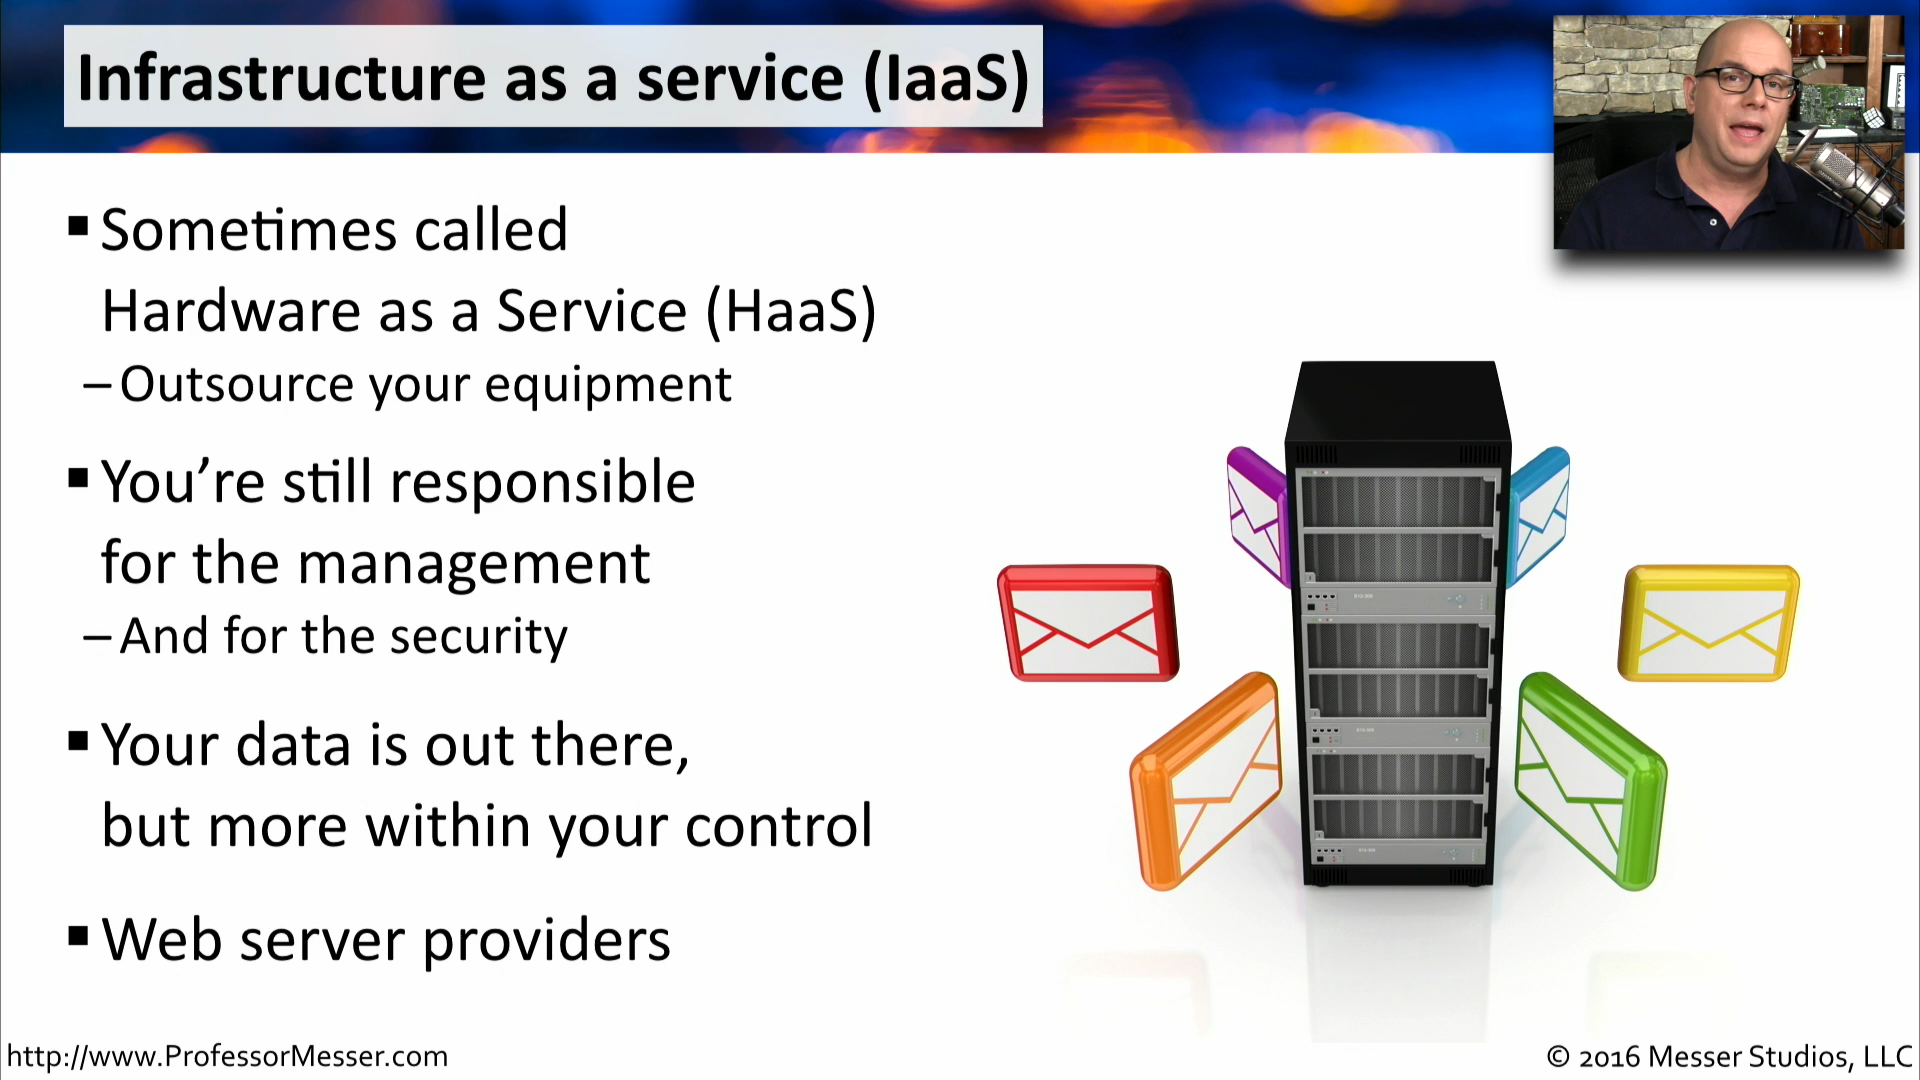 Infrastructure as a service (IaaS)
▪ Sometimes called
Hardware as a Service (HaaS)
– Outsource your equipment
▪ You’re still responsible
for the management
– And for the security
▪ Your data is out there,
but more within your control
▪ Web server providers
http://www.ProfessorMesser.com
© 2016 Messer Studios, LLC